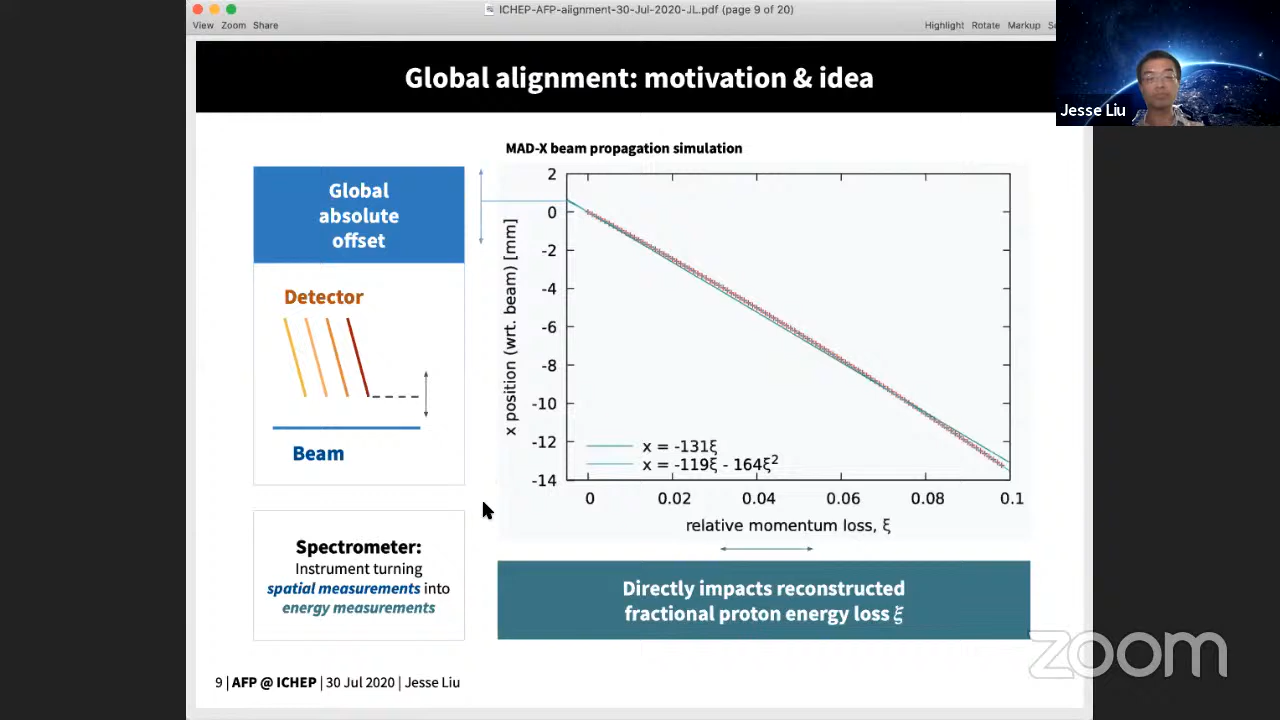 ICHEP-AFP-alignment-30-Jul-2020-JL.pdf (page 9 of 20)
View Zoom Share
Highlight Rotate Markup
Jesse Liu
Global alignment: motivation & idea
MAD-X beam propagation simulation
Global
absolute
offset
Detector
Beam
Spectrometer:
Instrument turning
spatial measurements into
energy measurements
x position (wrt. beam) [mm]
2
0
-2
-4
-6
-8
-10
-12
-14
x = -131ξ
x = -119ξ - 164ξ²
0 0.02 0.04 0.06 0.08 0.1
relative momentum loss, ξ
Directly impacts reconstructed
fractional proton energy loss ξ
9 | AFP @ ICHEP | 30 Jul 2020 | Jesse Liu
zoom